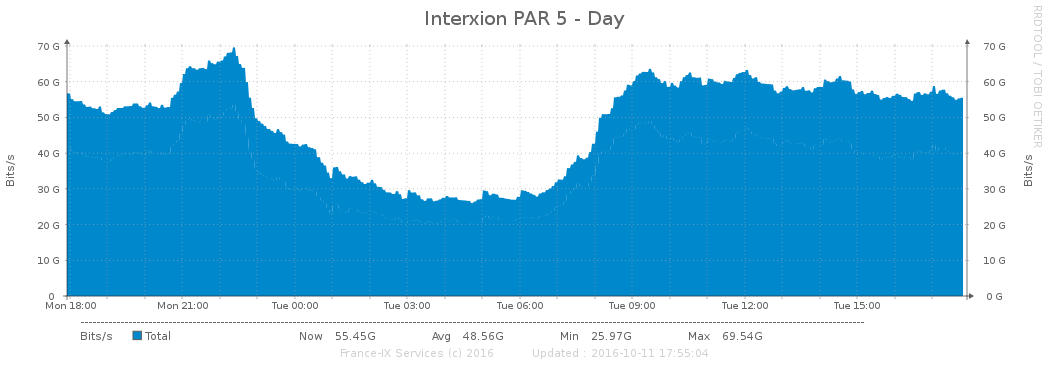 Interxion PAR 5 - Day
RRDTOOL / TOBI OETIKER
Bits/s
70 G 70 G
60 G 60 G
50 G 50 G
40 G 40 G
30 G 30 G
20 G 20 G
10 G 10 G
0 0 G
Bits/s
Mon 18:00 Mon 21:00 Tue 00:00 Tue 03:00 Tue 06:00 Tue 09:00 Tue 12:00 Tue 15:00
Bits/s Total Now 55.45G Avg 48.56G Min 25.97G Max 69.54G
France-IX Services (c) 2016 Updated : 2016-10-11 17:55:04